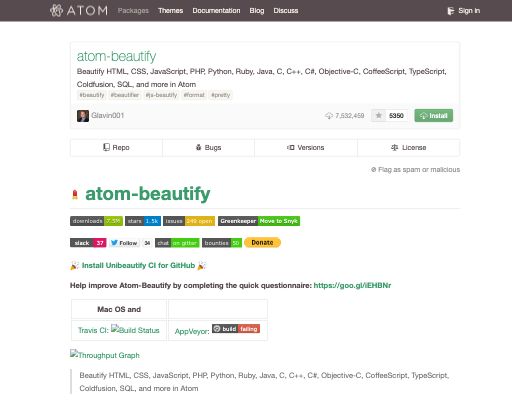 ATOM Packages Themes Documentation Blog Discuss Sign in
atom-beautify
Beautify HTML, CSS, JavaScript, PHP, Python, Ruby, Java, C, C++, C#, Objective-C, CoffeeScript, TypeScript,
Coldfusion, SQL, and more in Atom
#beautify #beautifier #js-beautify #format #pretty
Glavin001 7,532,459 5350 Install
Repo Bugs Versions License
Flag as spam or malicious
atom-beautify
downloads 7.5M stars 1.5k issues 249 open Greenkeeper Move to Snyk
slack 37 Follow 34 chat on gitter bounties $0 Donate
Install Unibeautify CI for GitHub
Help improve Atom-Beautify by completing the quick questionnaire: https://goo.gl/iEHBNr
Mac OS and
Travis CI: Build Status AppVeyor: build failing
Throughput Graph
Beautify HTML, CSS, JavaScript, PHP, Python, Ruby, Java, C, C++, C#, Objective-C, CoffeeScript, TypeScript,
Coldfusion, SQL, and more in Atom